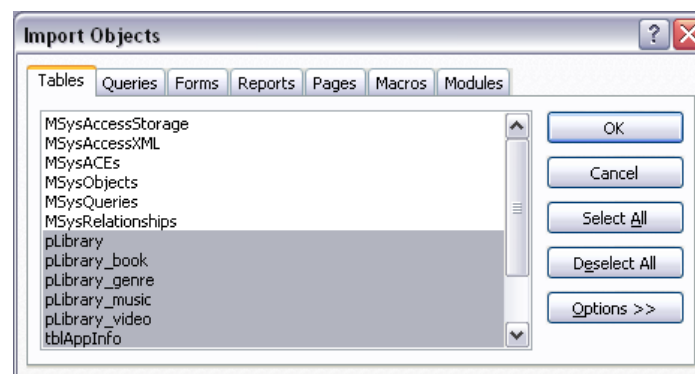 Import Objects
Tables Queries Forms Reports Pages Macros Modules
MSysAccessStorage
MSysAccessXML
MSysACEs
MSysObjects
MSysQueries
MSysRelationships
pLibrary
pLibrary_book
pLibrary_genre
pLibrary_music
pLibrary_video
tblAppInfo
OK
Cancel
Select All
Deselect All
Options >>